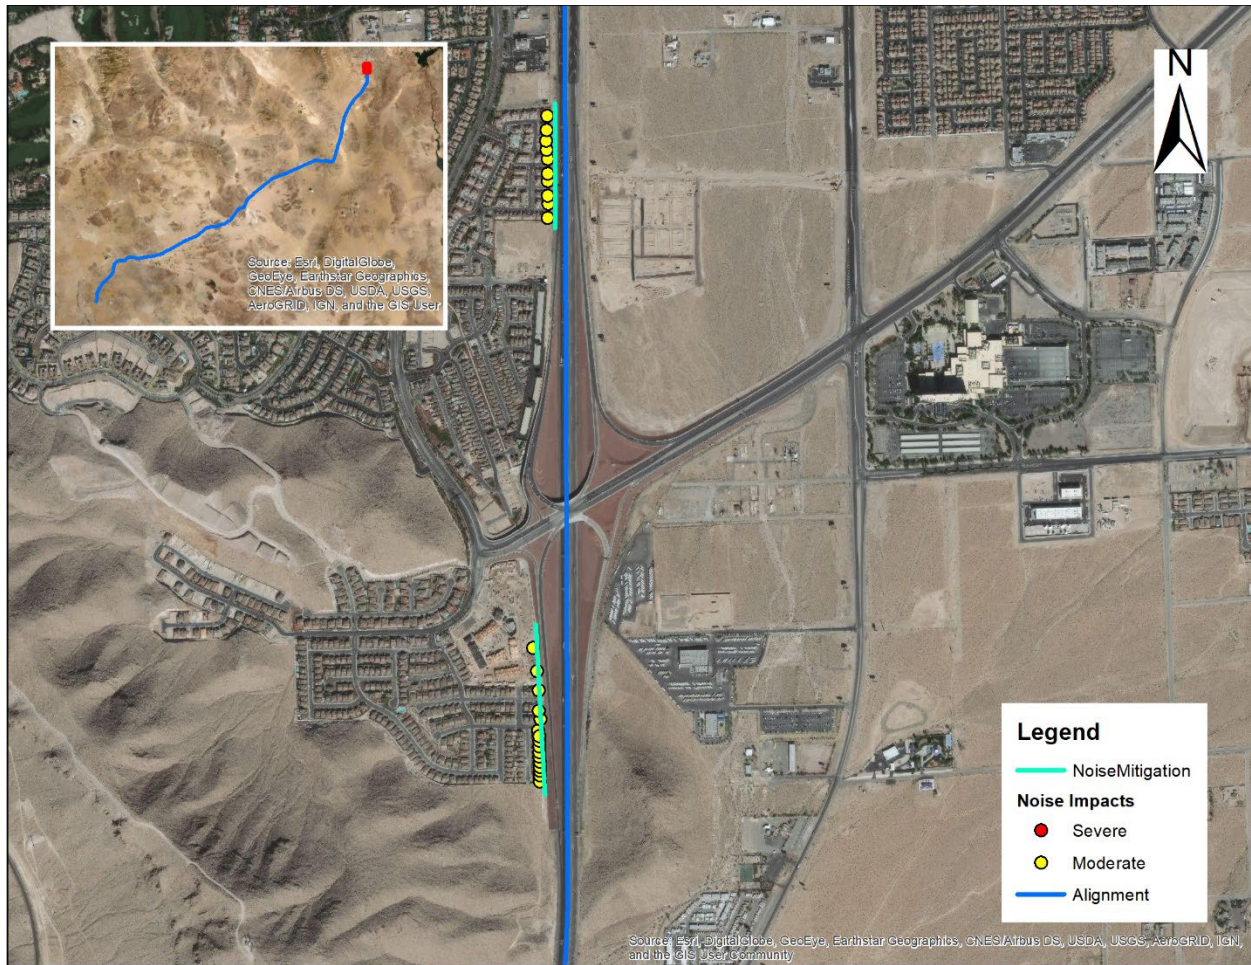 Source: Esri, DigitalGlobe,
GeoEye, Earthstar Geographics,
CNES/Airbus DS, USDA, USGS,
AeroGRID, IGN, and the GIS User
N
Legend
NoiseMitigation
Noise Impacts
Severe
Moderate
Alignment
Source: Esri, DigitalGlobe, GeoEye, Earthstar Geographics, CNES/Airbus DS, USDA, USGS, AeroGRID, IGN,
and the GIS User Community